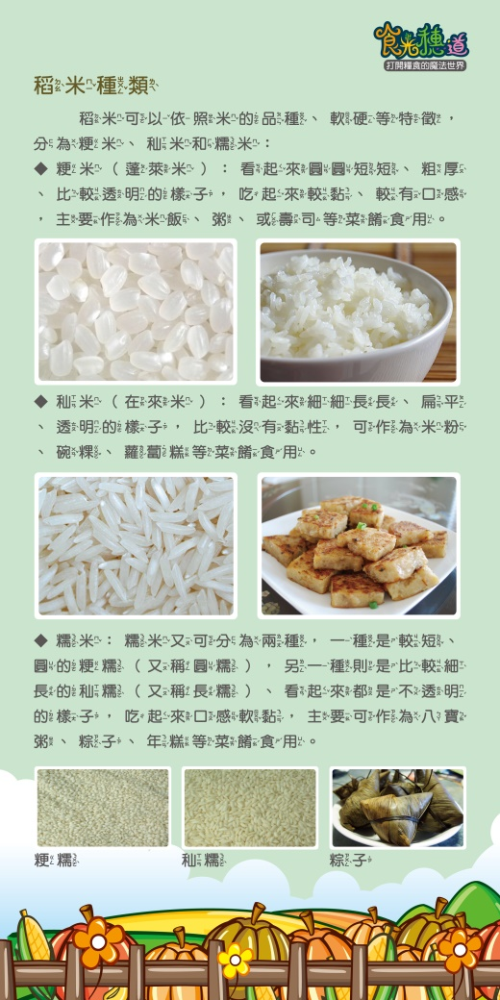 食光穗道
打開糧食的魔法世界
稻米種類
稻米可以依照米的品種、軟硬等特徵，
分為粳米、秈米和糯米：
◆ 粳米（蓬萊米）：看起來圓圓短短、粗厚
、比較透明的樣子，吃起來較黏、較有口感
，主要作為米飯、粥、或壽司等菜餚食用。
◆ 秈米（在來米）：看起來細細長長、扁平
、透明的樣子，比較沒有黏性，可作為米粉
、碗粿、蘿蔔糕等菜餚食用。
◆ 糯米：糯米又可分為兩種，一種是較短、
圓的粳糯（又稱圓糯），另一種則是比較細
長的秈糯（又稱長糯）、看起來都是不透明
的樣子，吃起來口感軟黏，主要可作為八寶
粥、粽子、年糕等菜餚食用。
粳糯 秈糯 粽子